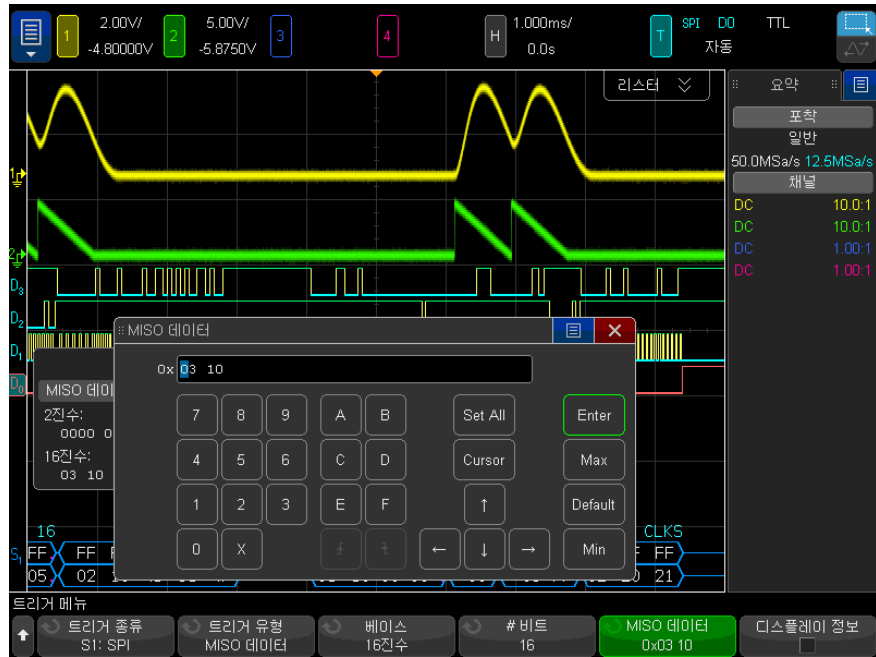 1 2.00V/ 2 5.00V/ 3 4 H 1.000ms/ T SPI D0 TTL
-4.80000V -5.8750V 0.0s 자동
리스터
요약
포착
일반
50.0MSa/s 12.5MSa/s
채널
DC 10.0:1
DC 10.0:1
DC 1.00:1
DC 1.00:1
1
2
D3
D2
D1
D0
MISO 데이터
0x 03 10
7 8 9 A B Set All Enter
4 5 6 C D Cursor Max
1 2 3 E F ↑ Default
0 X ← ↓ → Min
MISO 데이
2진수:
0000 0
16진수:
03 10
16 CLKS
S1 FF FF FF
05 02 21
트리거 메뉴
트리거 종류 트리거 유형 베이스 # 비트 MISO 데이터 디스플레이 정보
S1: SPI MISO 데이터 16진수 16 0x03 10